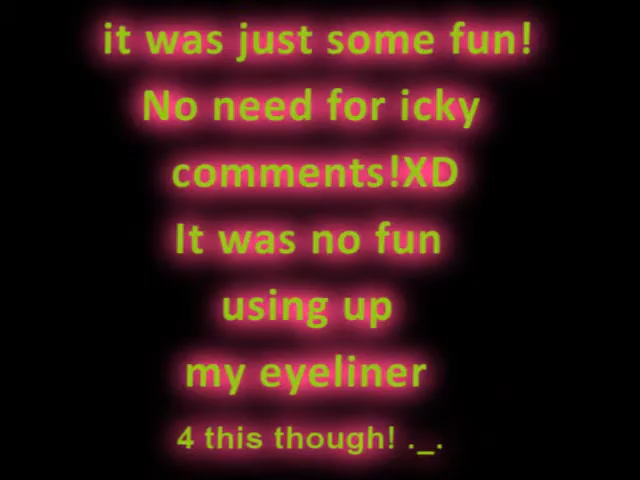 it was just some fun!
No need for icky
comments!XD
It was no fun
using up
my eyeliner
4 this though! ._.